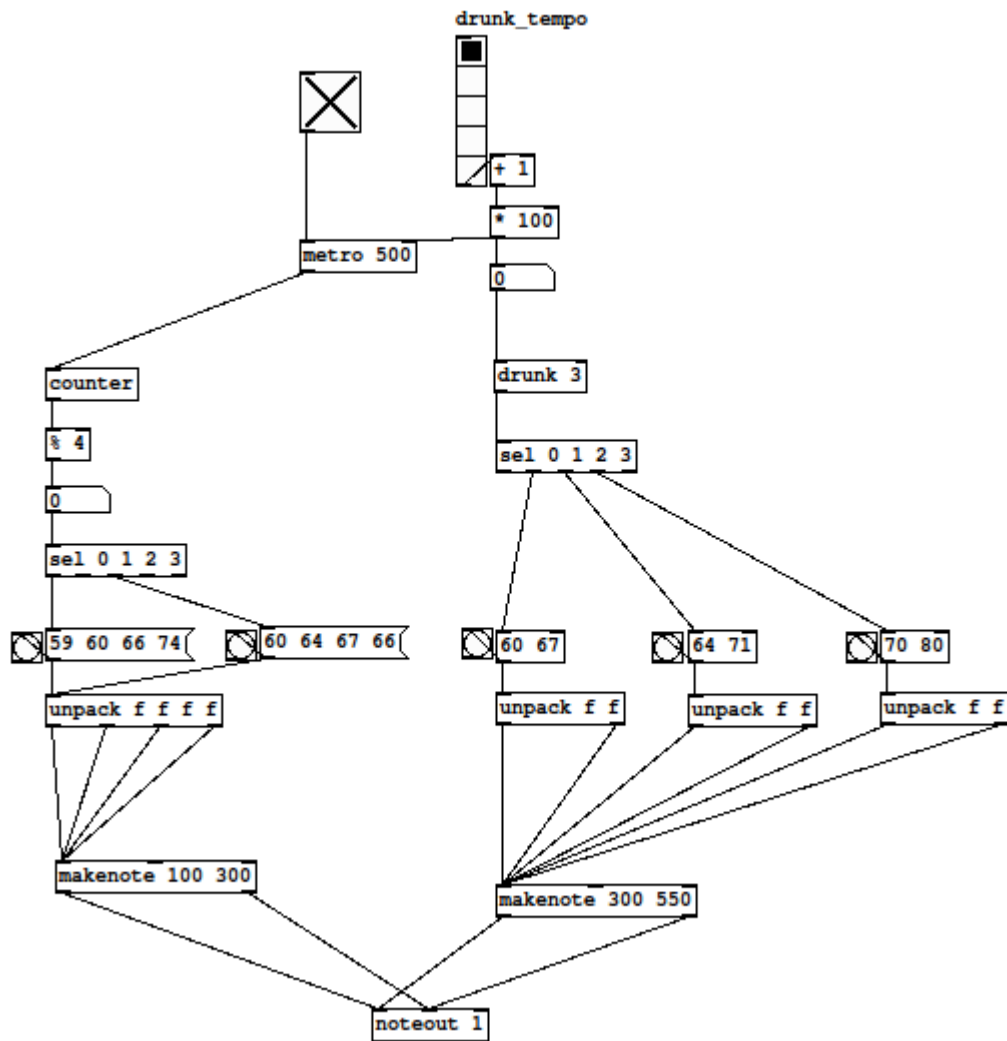 drunk_tempo
+ 1
* 100
metro 500
0
drunk 3
counter
% 4
sel 0 1 2 3
0
sel 0 1 2 3
59 60 66 74
60 64 67 66
60 67
64 71
70 80
unpack f f f f
unpack f f
unpack f f
unpack f f
makenote 100 300
makenote 300 550
noteout 1